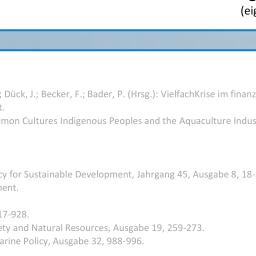 (eig
; Dück, J.; Becker, F.; Bader, P. (Hrsg.): VielfachKrise im finanz
t.
mon Cultures Indigenous Peoples and the Aquaculture Indus
cy for Sustainable Development, Jahrgang 45, Ausgabe 8, 18-
ment.
17-928.
ety and Natural Resources, Ausgabe 19, 259-273.
arine Policy, Ausgabe 32, 988-996.